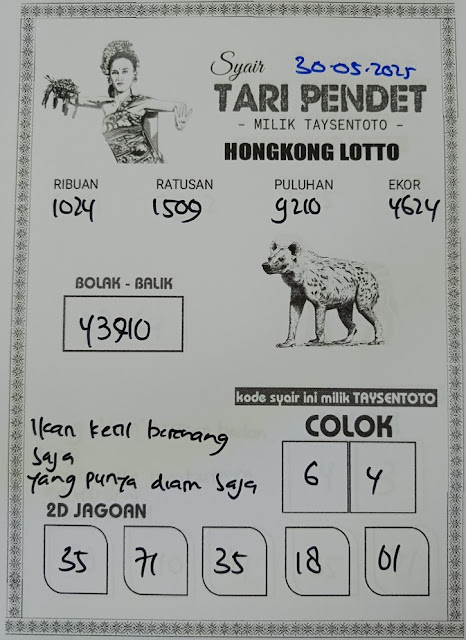 Syair 30-05-2025
TARI PENDET
- MILIK TAYSENTOTO -
HONGKONG LOTTO
RIBUAN RATUSAN PULUHAN EKOR
1024 1509 9210 4624
BOLAK - BALIK
kode syair ini milik TAYSENTOTO
Ikan kecil berenang
saja
COLOK
6 4
yang punya diam saja
2D JAGOAN
35 71 35 18 01